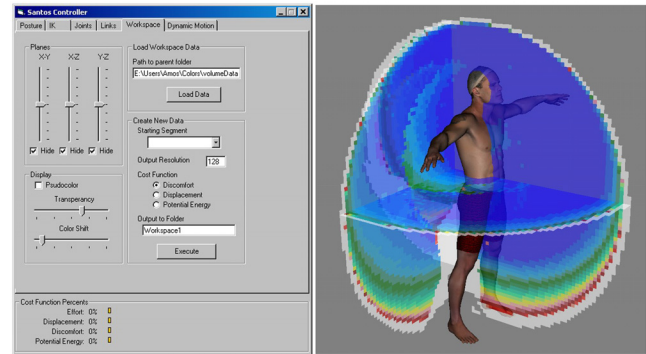 Santos Controller
Posture IK Joints Links Workspace Dynamic Motion
Planes
X-Y X-Z Y-Z
Hide Hide Hide
Display
Psudocolor
Transperancy
Color Shift
Load Workspace Data
Path to parent folder
E:\Users\Amos\Colors\volumeData
Load Data
Create New Data
Starting Segment
Output Resolution 128
Cost Function
Discomfort
Displacement
Potential Energy
Output to Folder
Workspace1
Execute
Cost Function Percents
Effort: 0%
Displacement: 0%
Discomfort: 0%
Potential Energy: 0%